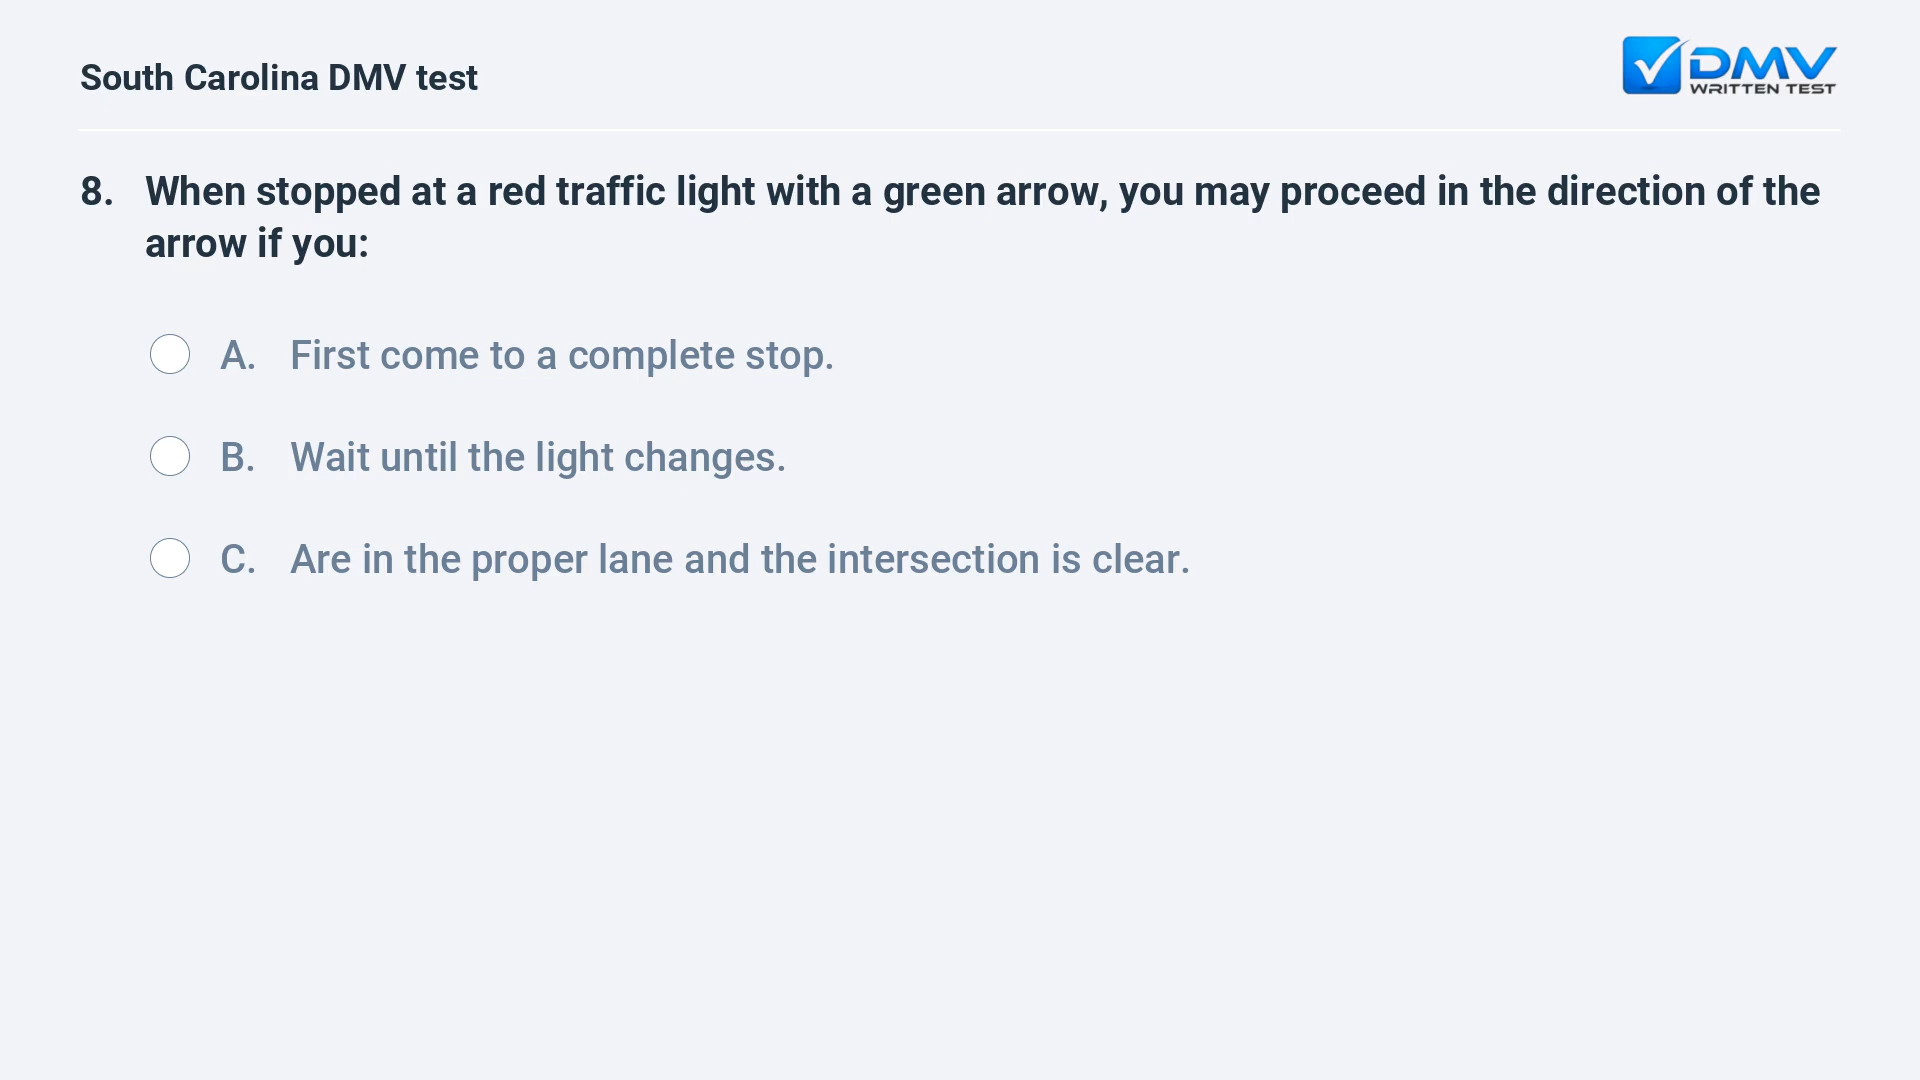 South Carolina DMV test
DMV
WRITTEN TEST
8. When stopped at a red traffic light with a green arrow, you may proceed in the direction of the
arrow if you:
A. First come to a complete stop.
B. Wait until the light changes.
C. Are in the proper lane and the intersection is clear.